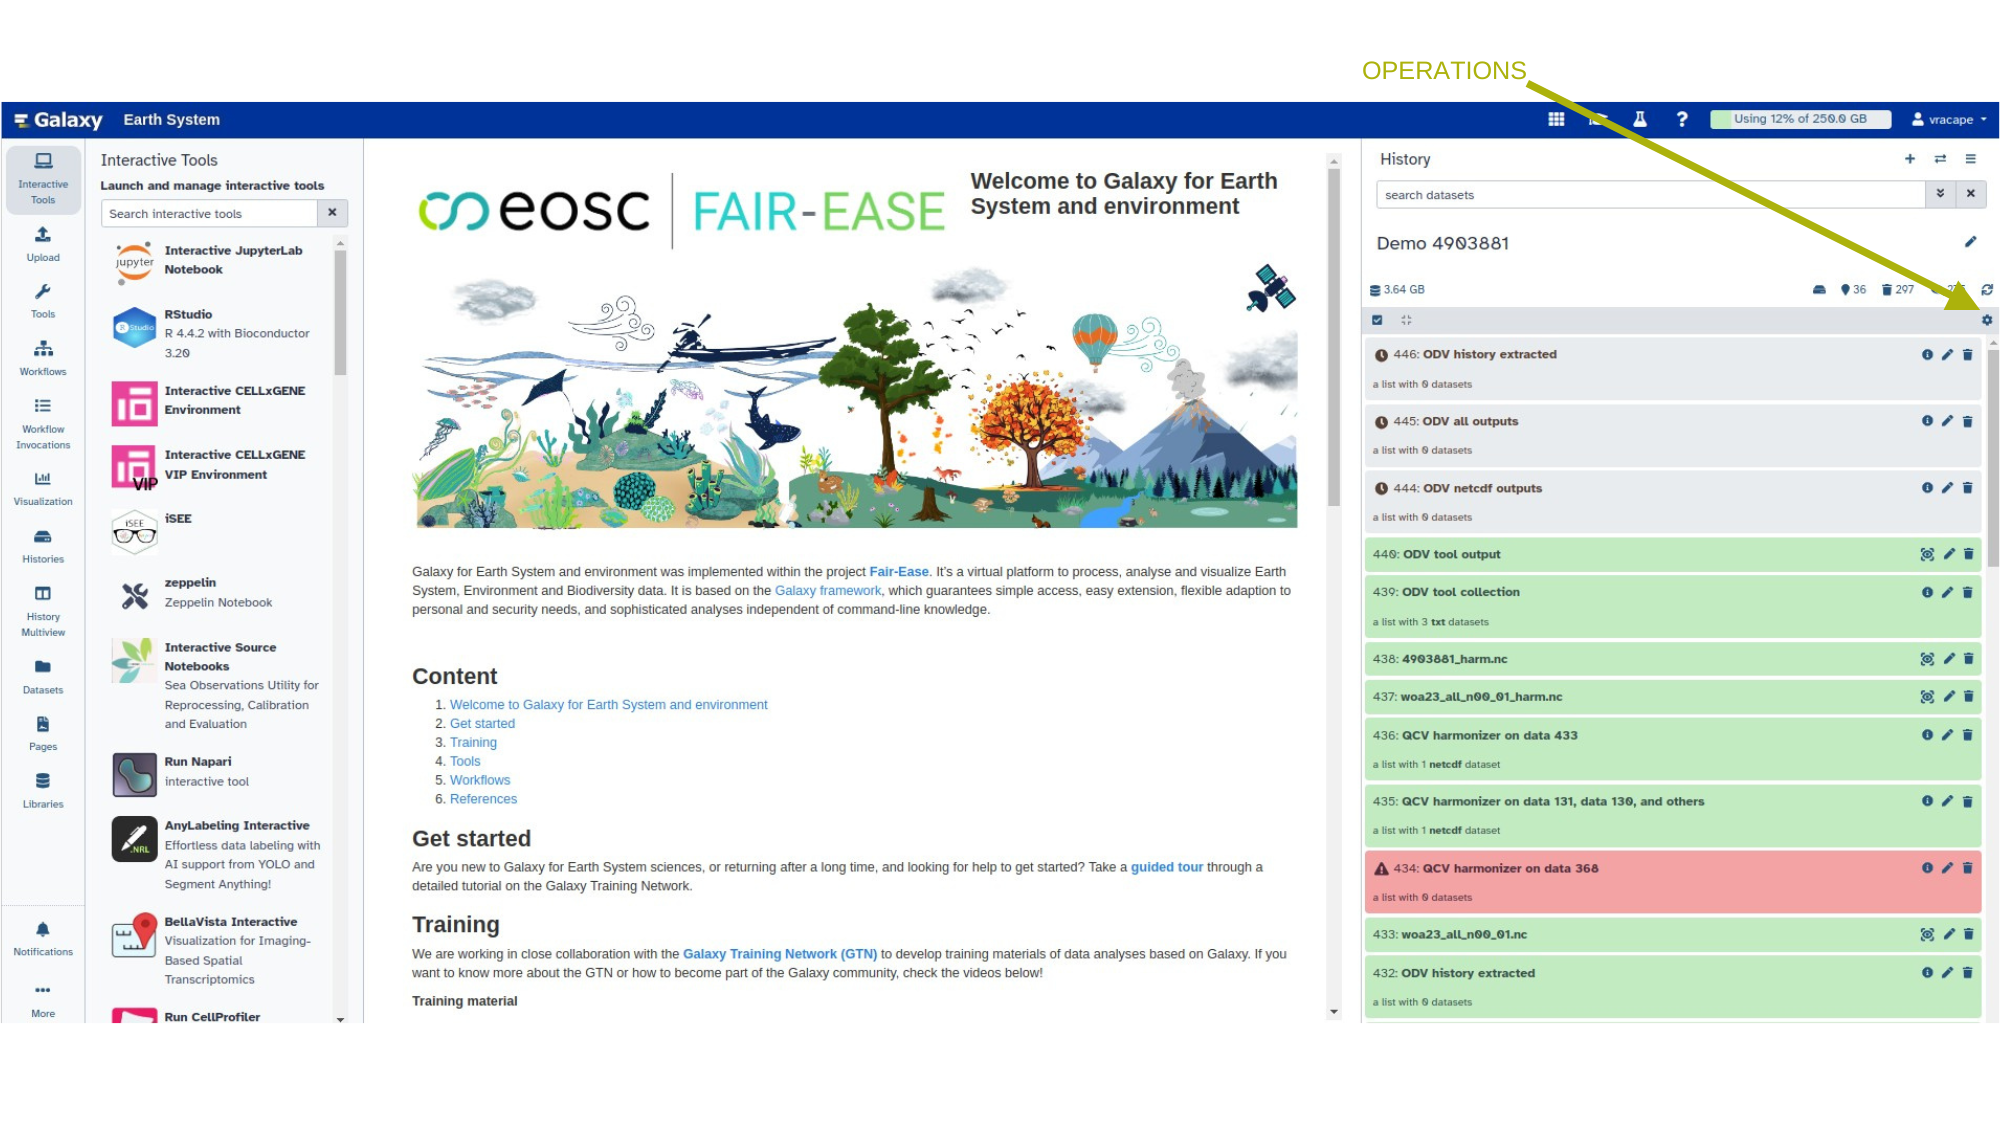 OPERATIONS
Galaxy Earth System
Using 12% of 250.0 GB
vracape
Interactive Tools
Upload
Tools
Workflows
Workflow Invocations
Visualization
Histories
History Multiview
Datasets
Pages
Libraries
Notifications
More
Interactive Tools
Launch and manage interactive tools
Search interactive tools
jupyter
Interactive JupyterLab
Notebook
R Studio
RStudio
R 4.4.2 with Bioconductor
3.20
Interactive CELLxGENE
Environment
Interactive CELLxGENE
VIP Environment
VIP
iSEE
iSEE
zeppelin
Zeppelin Notebook
Interactive Source
Notebooks
Sea Observations Utility for
Reprocessing, Calibration
and Evaluation
Run Napari
interactive tool
.NRL
AnyLabeling Interactive
Effortless data labeling with
AI support from YOLO and
Segment Anything!
BellaVista Interactive
Visualization for Imaging-
Based Spatial
Transcriptomics
Run CellProfiler
eosc | FAIR-EASE
Welcome to Galaxy for Earth
System and environment
Galaxy for Earth System and environment was implemented within the project Fair-Ease. It's a virtual platform to process, analyse and visualize Earth
System, Environment and Biodiversity data. It is based on the Galaxy framework, which guarantees simple access, easy extension, flexible adaption to
personal and security needs, and sophisticated analyses independent of command-line knowledge.
Content
1. Welcome to Galaxy for Earth System and environment
2. Get started
3. Training
4. Tools
5. Workflows
6. References
Get started
Are you new to Galaxy for Earth System sciences, or returning after a long time, and looking for help to get started? Take a guided tour through a
detailed tutorial on the Galaxy Training Network.
Training
We are working in close collaboration with the Galaxy Training Network (GTN) to develop training materials of data analyses based on Galaxy. If you
want to know more about the GTN or how to become part of the Galaxy community, check the videos below!
Training material
History
search datasets
Demo 4903881
3.64 GB
36
297
446: ODV history extracted
a list with 0 datasets
445: ODV all outputs
a list with 0 datasets
444: ODV netcdf outputs
a list with 0 datasets
440: ODV tool output
439: ODV tool collection
a list with 3 txt datasets
438: 4903881_harm.nc
437: woa23_all_n00_01_harm.nc
436: QCV harmonizer on data 433
a list with 1 netcdf dataset
435: QCV harmonizer on data 131, data 130, and others
a list with 1 netcdf dataset
434: QCV harmonizer on data 368
a list with 0 datasets
433: woa23_all_n00_01.nc
432: ODV history extracted
a list with 0 datasets